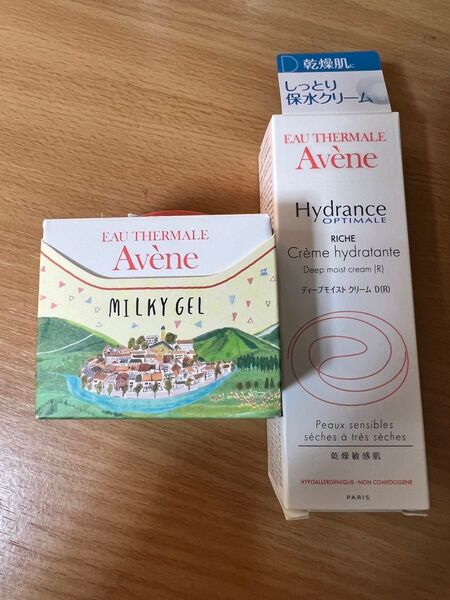 EAU THERMALE
Avène
MILKY GEL
D 乾燥肌に
しっとり
保水クリーム
EAU THERMALE
Avène
Hydrance
OPTIMALE
RICHE
Crème hydratante
Deep moist cream (R)
ディープモイスト クリーム D(R)
Peaux sensibles
sèches à très sèches
乾燥敏感肌
HYPOALLERGENIQUE - NON COMEDOGENE
PARIS